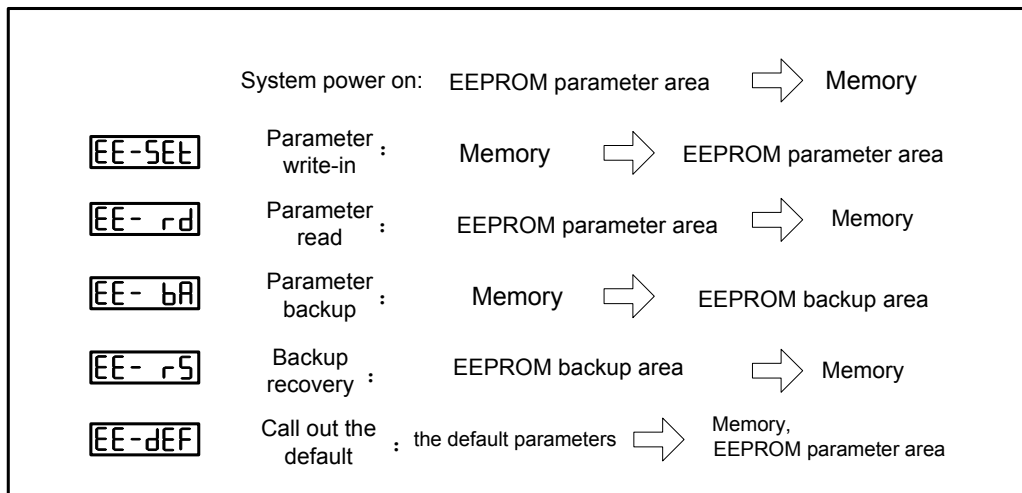 System power on: EEPROM parameter area Memory
EE-SEt Parameter write-in : Memory EEPROM parameter area
EE- rd Parameter read : EEPROM parameter area Memory
EE- bA Parameter backup : Memory EEPROM backup area
EE- rS Backup recovery : EEPROM backup area Memory
EE-dEF Call out the default : the default parameters Memory, EEPROM parameter area